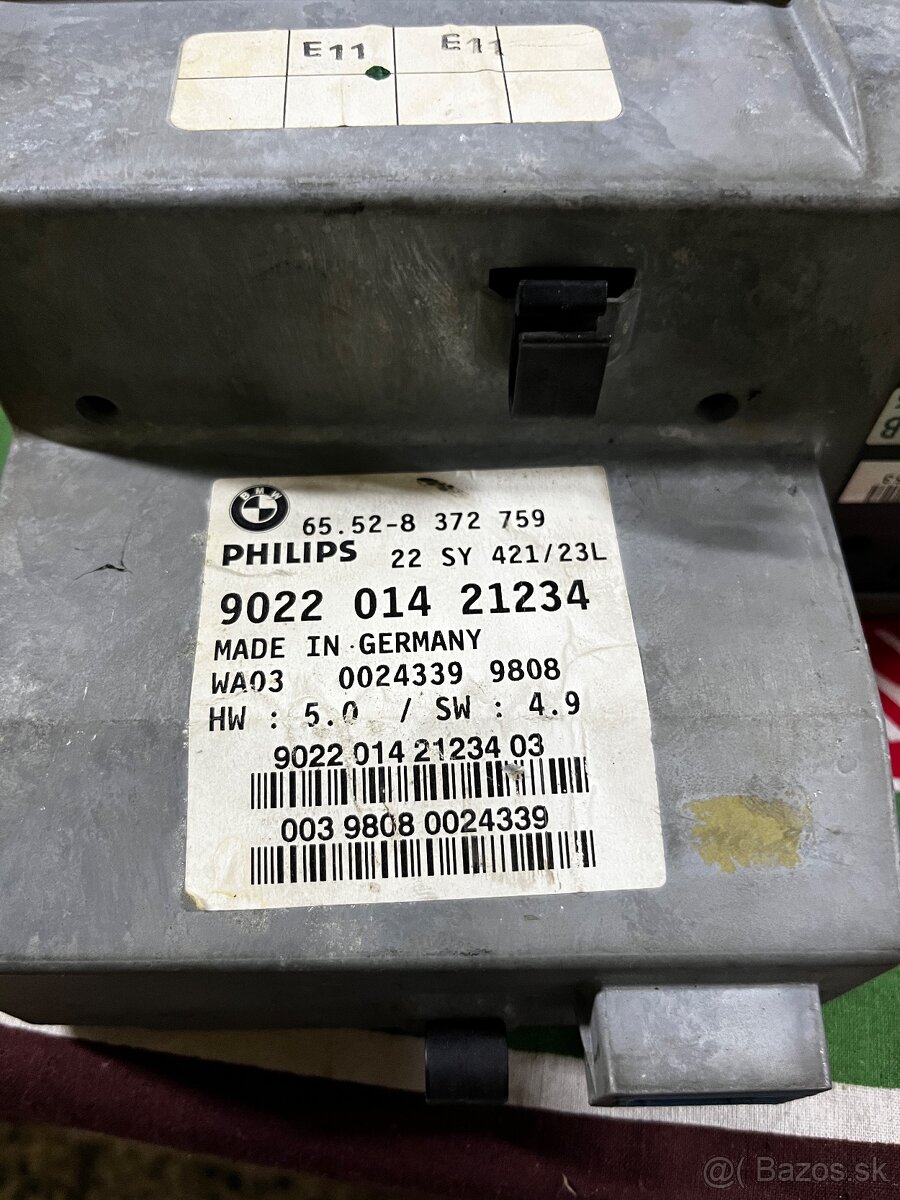 E11 E11
BMW
65.52-8 372 759
PHILIPS 22 SY 421/23L
9022 014 21234
MADE IN GERMANY
WA03 0024339 9808
HW : 5.0 / SW : 4.9
9022 014 21234 03
003 9808 0024339
@( Bazos.sk